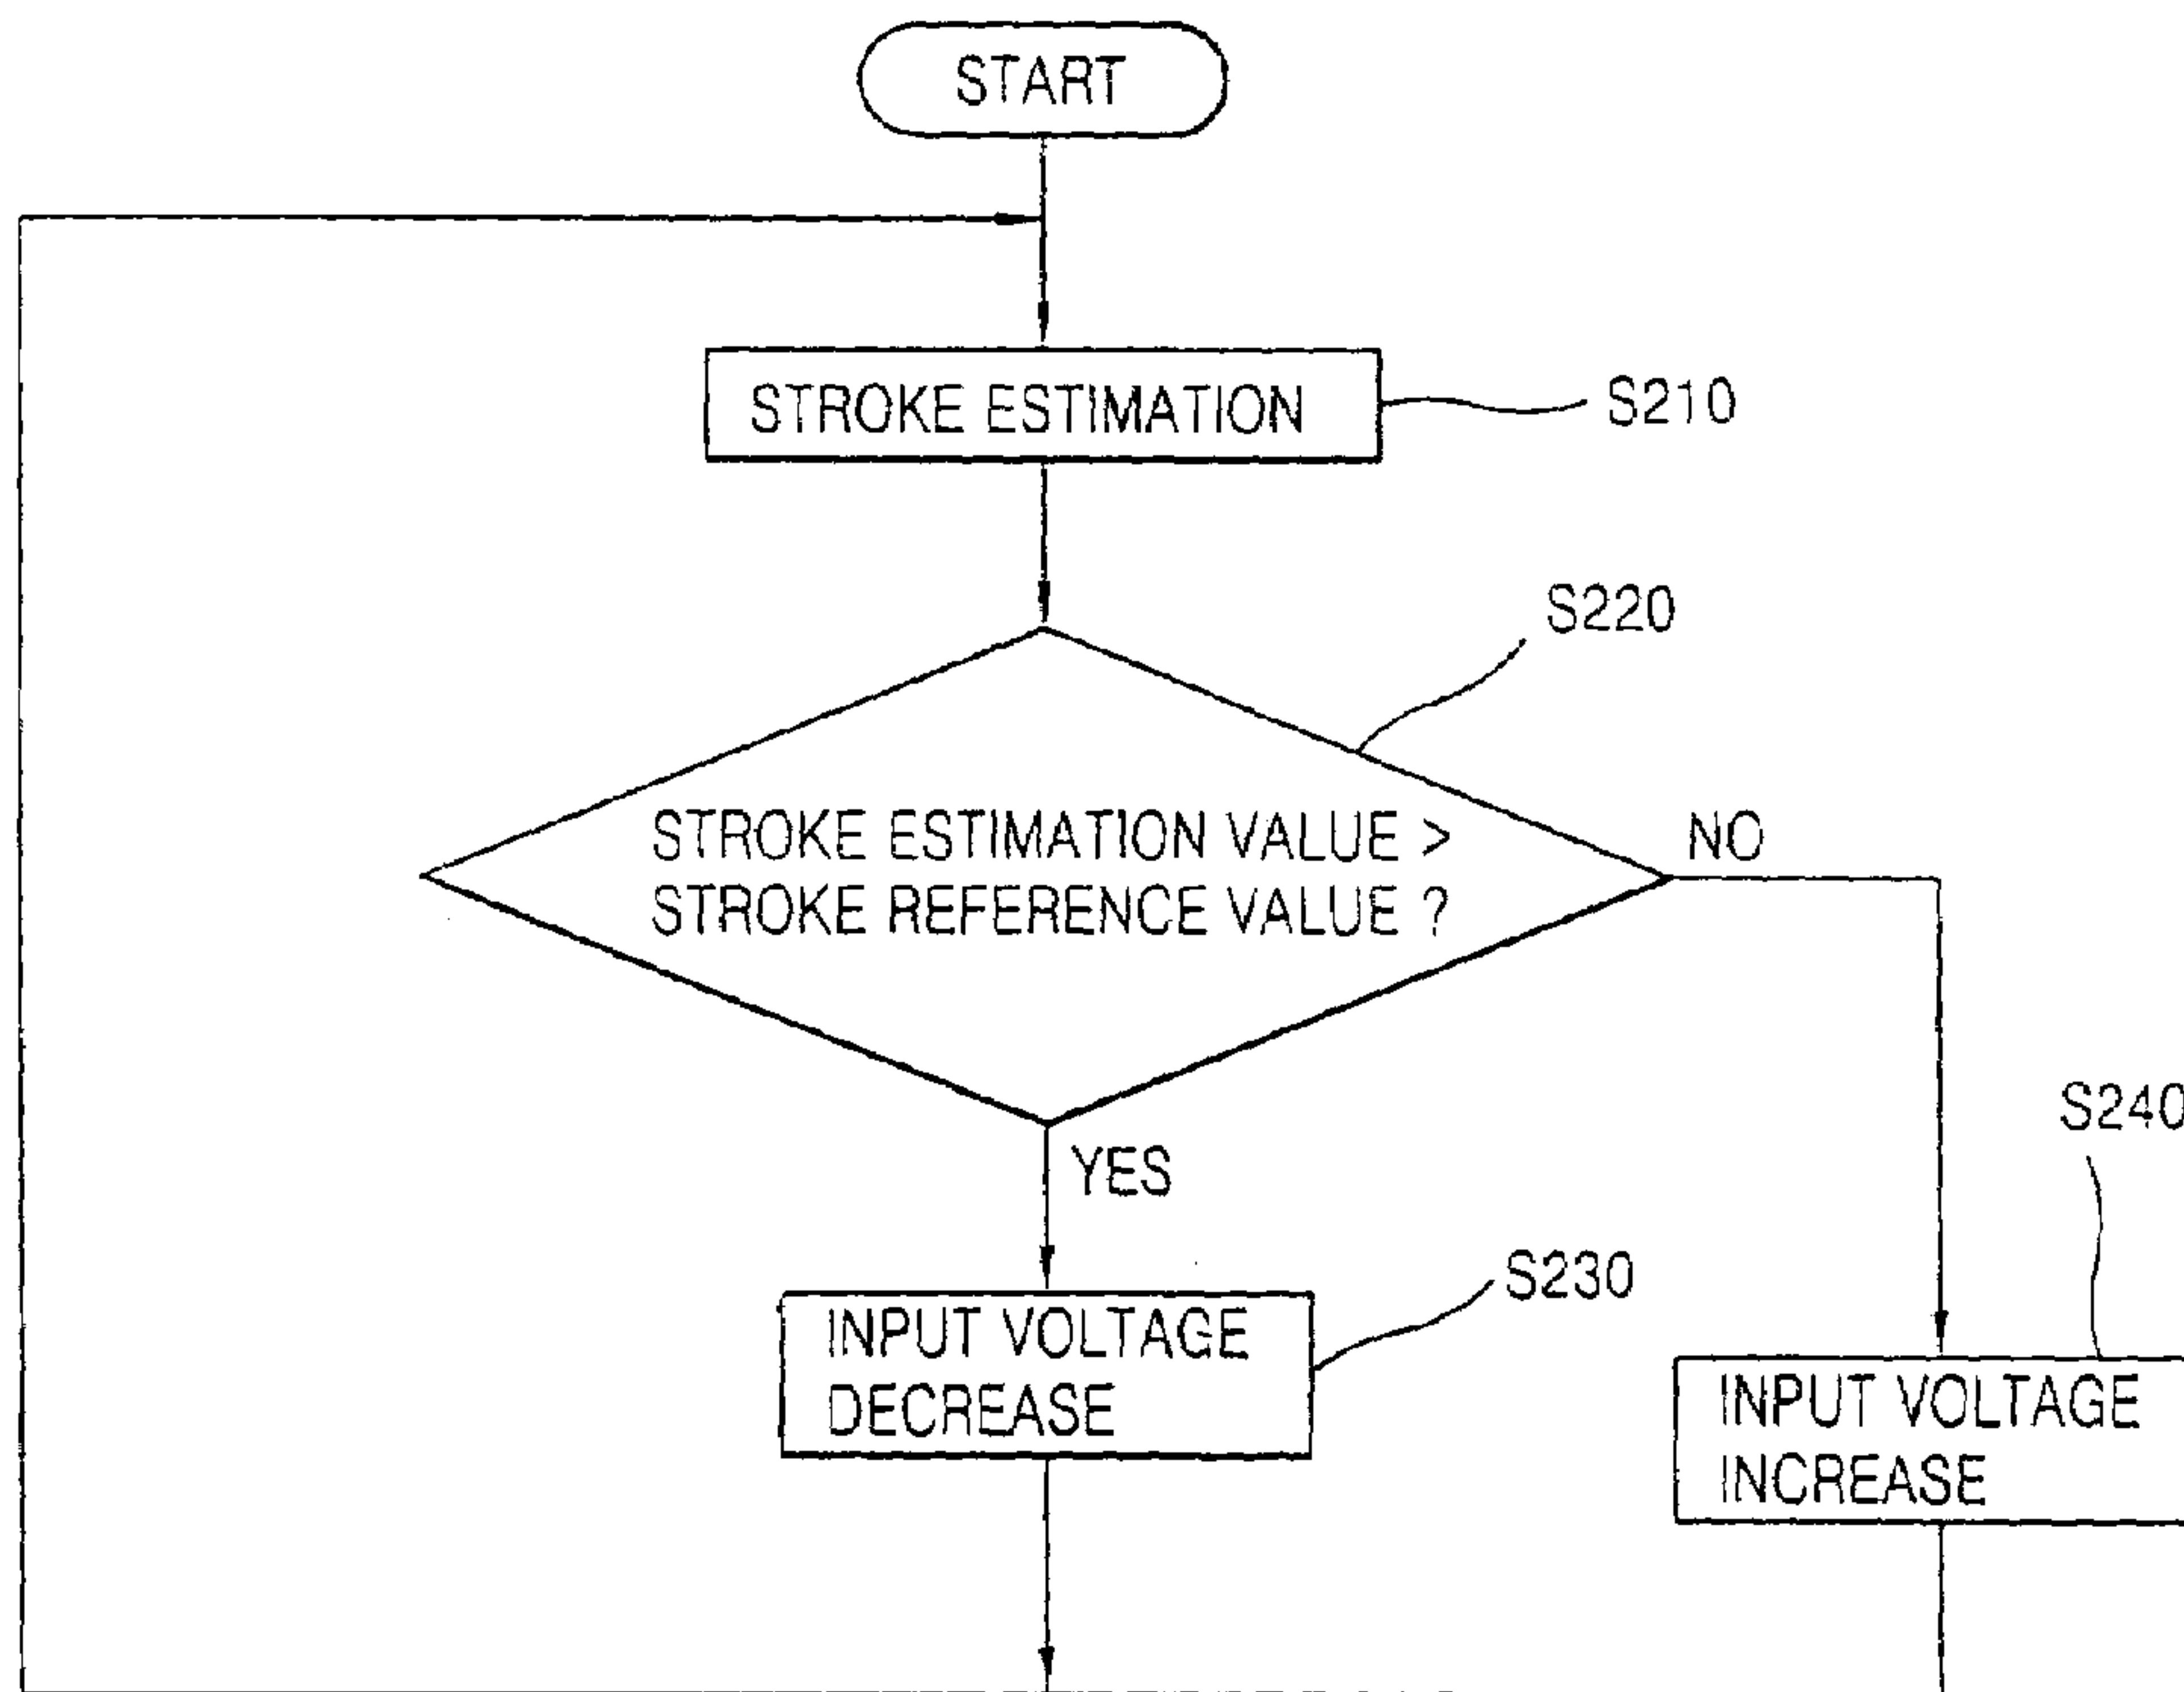 START
STROKE ESTIMATION
S210
S220
STROKE ESTIMATION VALUE >
STROKE REFERENCE VALUE ?
NO
YES
S240
S230
INPUT VOLTAGE
DECREASE
INPUT VOLTAGE
INCREASE